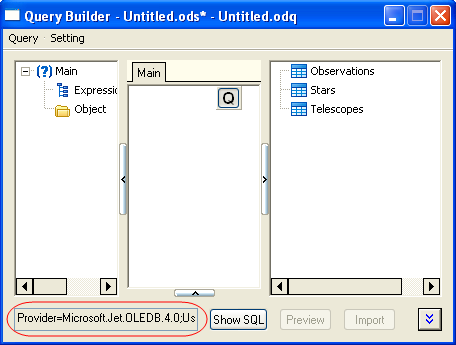 Query Builder - Untitled.ods* - Untitled.odq
Query Setting
Main
Expressio
Object
Main
Q
Observations
Stars
Telescopes
Provider=Microsoft.Jet.OLEDB.4.0;Us
Show SQL
Preview
Import